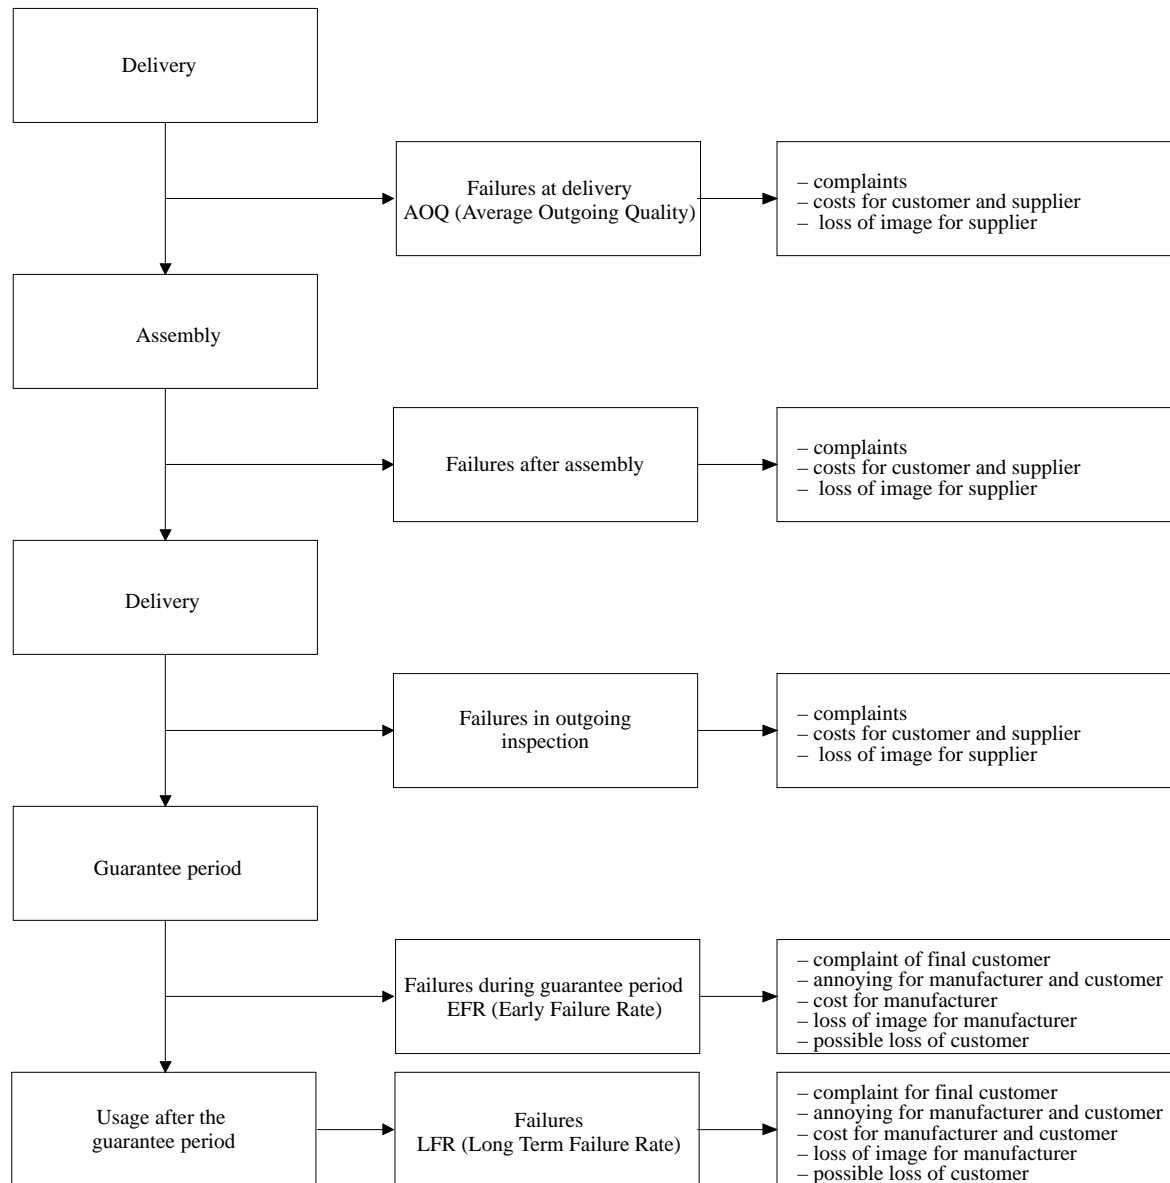 Delivery
Failures at delivery
AOQ (Average Outgoing Quality)
– complaints
– costs for customer and supplier
– loss of image for supplier
Assembly
Failures after assembly
– complaints
– costs for customer and supplier
– loss of image for supplier
Delivery
Failures in outgoing
inspection
– complaints
– costs for customer and supplier
– loss of image for supplier
Guarantee period
Failures during guarantee period
EFR (Early Failure Rate)
– complaint of final customer
– annoying for manufacturer and customer
– cost for manufacturer
– loss of image for manufacturer
– possible loss of customer
Usage after the
guarantee period
Failures
LFR (Long Term Failure Rate)
– complaint for final customer
– annoying for manufacturer and customer
– cost for manufacturer and customer
– loss of image for manufacturer
– possible loss of customer